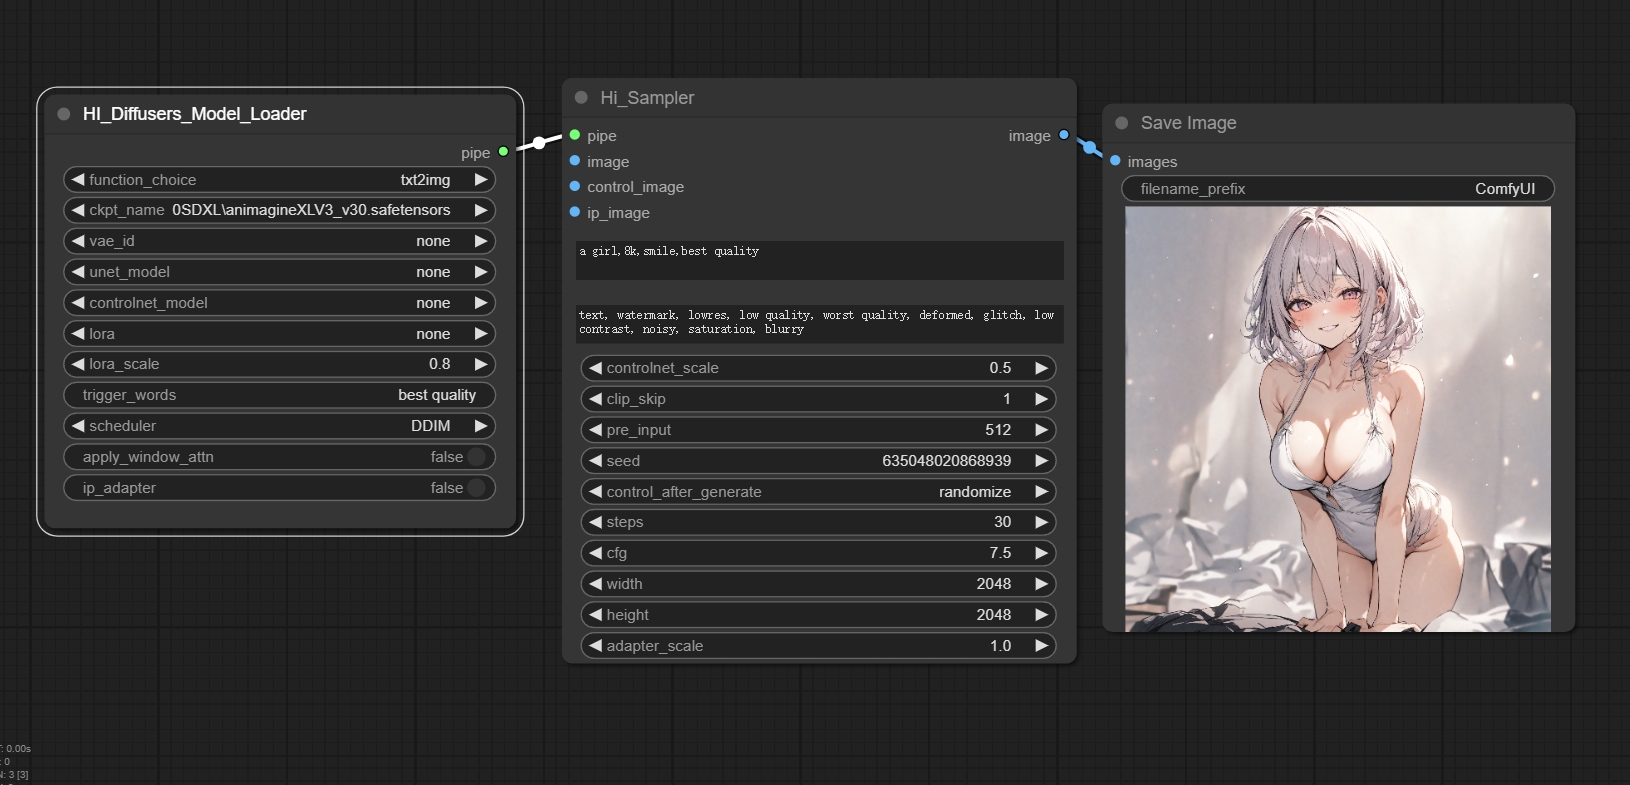 HI_Diffusers_Model_Loader
pipe
function_choice txt2img
ckpt_name 0SDXL\animagineXLV3_v30.safetensors
vae_id none
unet_model none
controlnet_model none
lora none
lora_scale 0.8
trigger_words best quality
scheduler DDIM
apply_window_attn false
ip_adapter false
Hi_Sampler
pipe image
image
control_image
ip_image
a girl,8k,smile,best quality
text, watermark, lowres, low quality, worst quality, deformed, glitch, low
contrast, noisy, saturation, blurry
controlnet_scale 0.5
clip_skip 1
pre_input 512
seed 635048020868939
control_after_generate randomize
steps 30
cfg 7.5
width 2048
height 2048
adapter_scale 1.0
Save Image
images
filename_prefix ComfyUI
: 0.00s
: 0
: 3 [3]